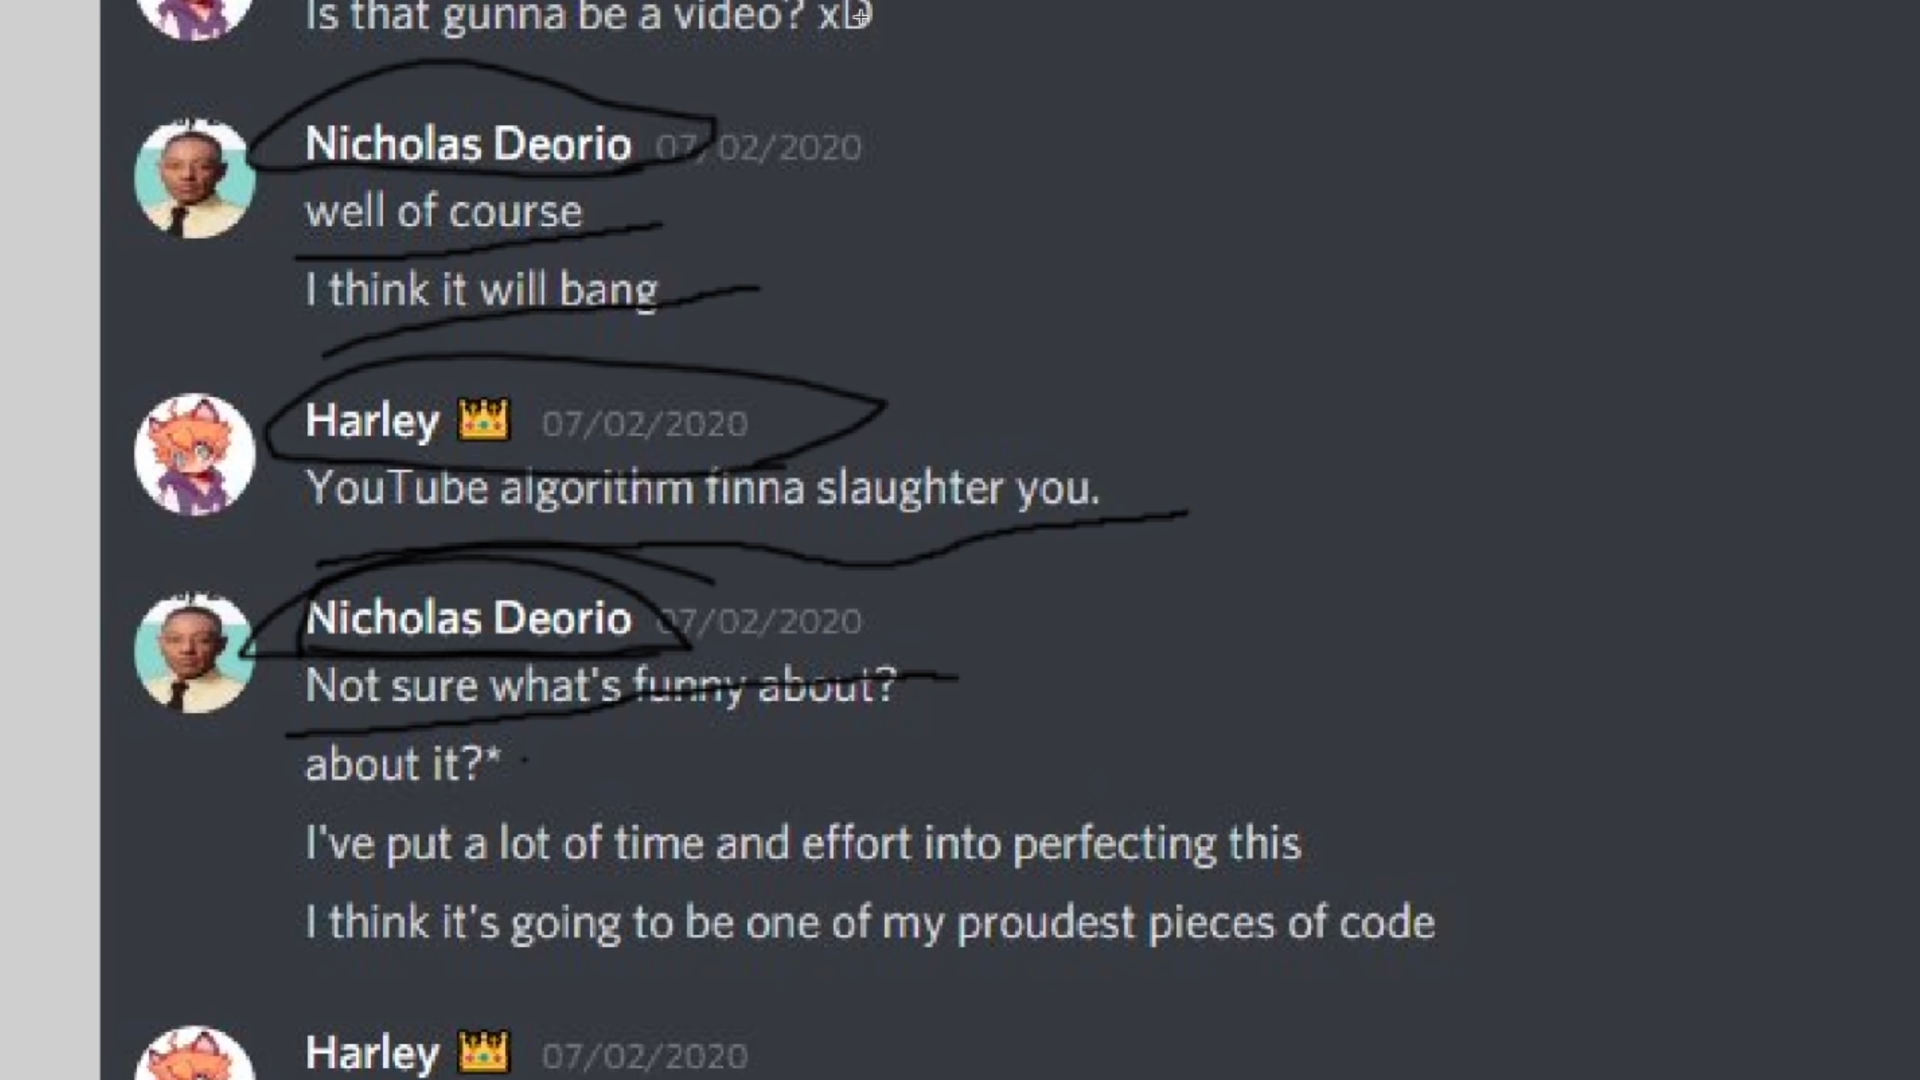 Is that gunna be a video? xD
Nicholas Deorio 07/02/2020
well of course
I think it will bang
Harley 👑 07/02/2020
YouTube algorithm finna slaughter you.
Nicholas Deorio 07/02/2020
Not sure what's funny about?
about it?*
I've put a lot of time and effort into perfecting this
I think it's going to be one of my proudest pieces of code
Harley 👑 07/02/2020